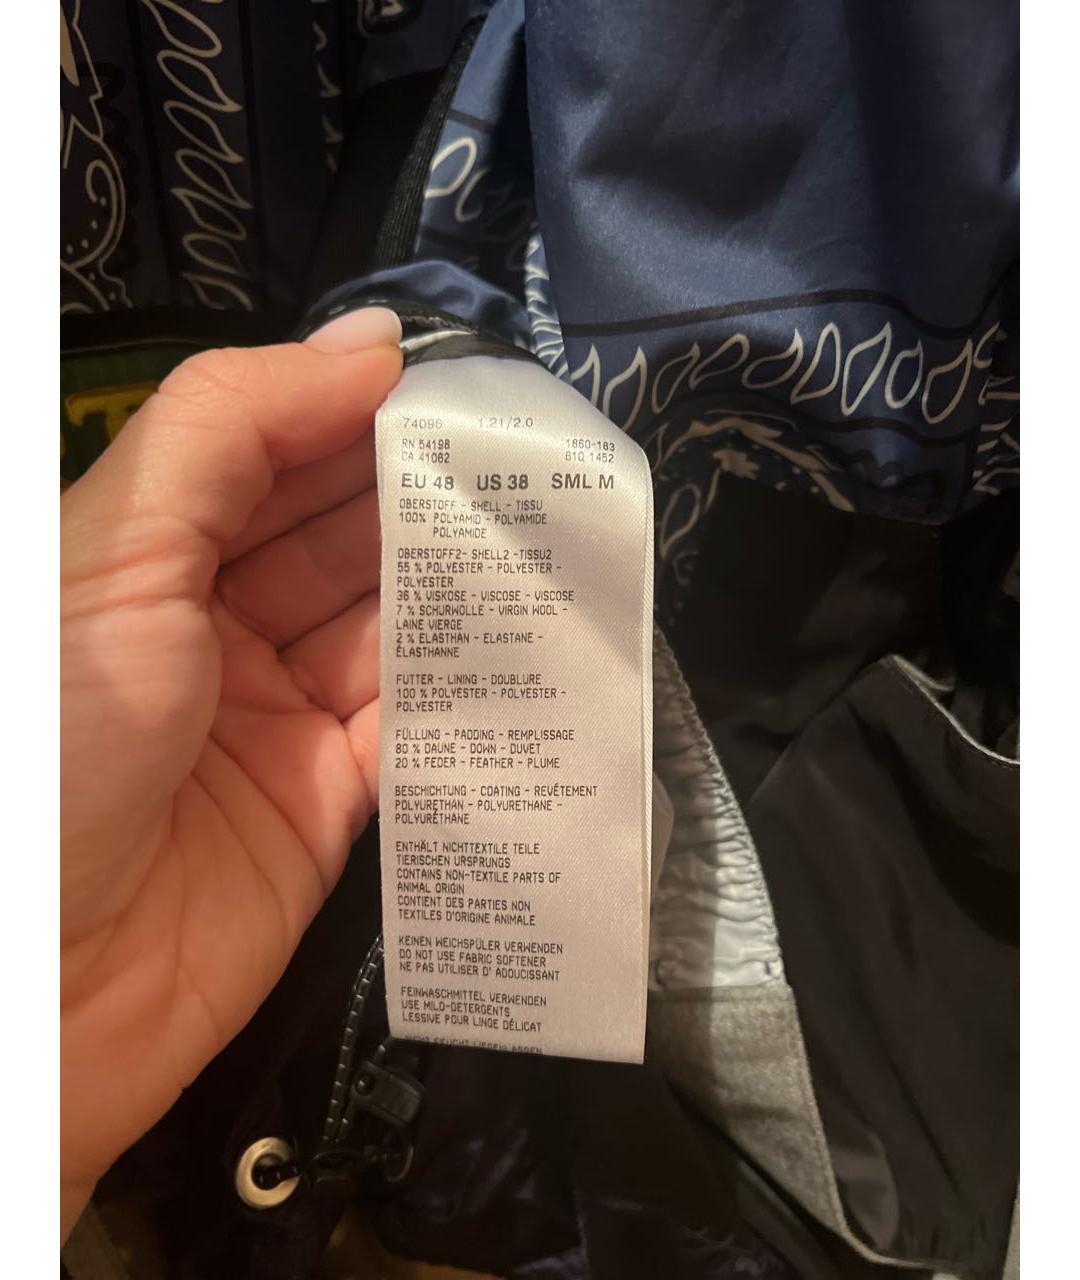 74096 1.21/2.0
RN 54198 1860-183
CA 41062 61Q 1452
EU 48 US 38 SML M
OBERSTOFF - SHELL - TISSU
100% POLYAMID - POLYAMIDE
POLYAMIDE
OBERSTOFF2- SHELL2 -TISSU2
55 % POLYESTER - POLYESTER -
POLYESTER
36 % VISKOSE - VISCOSE - VISCOSE
7 % SCHURWOLLE - VIRGIN WOOL -
LAINE VIERGE
2 % ELASTHAN - ELASTANE -
ÉLASTHANNE
FUTTER - LINING - DOUBLURE
100 % POLYESTER - POLYESTER -
POLYESTER
FÜLLUNG - PADDING - REMPLISSAGE
80 % DAUNE - DOWN - DUVET
20 % FEDER - FEATHER - PLUME
BESCHICHTUNG - COATING - REVÊTEMENT
POLYURETHAN - POLYURETHANE -
POLYURÉTHANE
ENTHÄLT NICHTTEXTILE TEILE
TIERISCHEN URSPRUNGS
CONTAINS NON-TEXTILE PARTS OF
ANIMAL ORIGIN
CONTIENT DES PARTIES NON
TEXTILES D'ORIGINE ANIMALE
KEINEN WEICHSPÜLER VERWENDEN
DO NOT USE FABRIC SOFTENER
NE PAS UTILISER D' ADOUCISSANT
FEINWASCHMITTEL VERWENDEN
USE MILD-DETERGENTS
LESSIVE POUR LINGE DÉLICAT